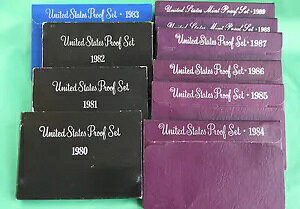 United States Proof Set - 1983
United States Proof Set
1982
United States Proof Set
1981
United States Proof Set
1980
United States Mint Proof Set - 1989
United States Mint Proof Set - 1988
United States Proof Set - 1987
United States Proof Set - 1986
United States Proof Set - 1985
United States Proof Set - 1984